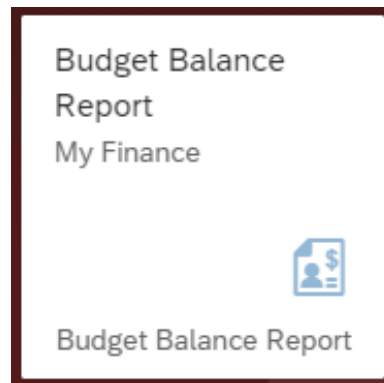 Budget Balance
Report
My Finance
$
Budget Balance Report